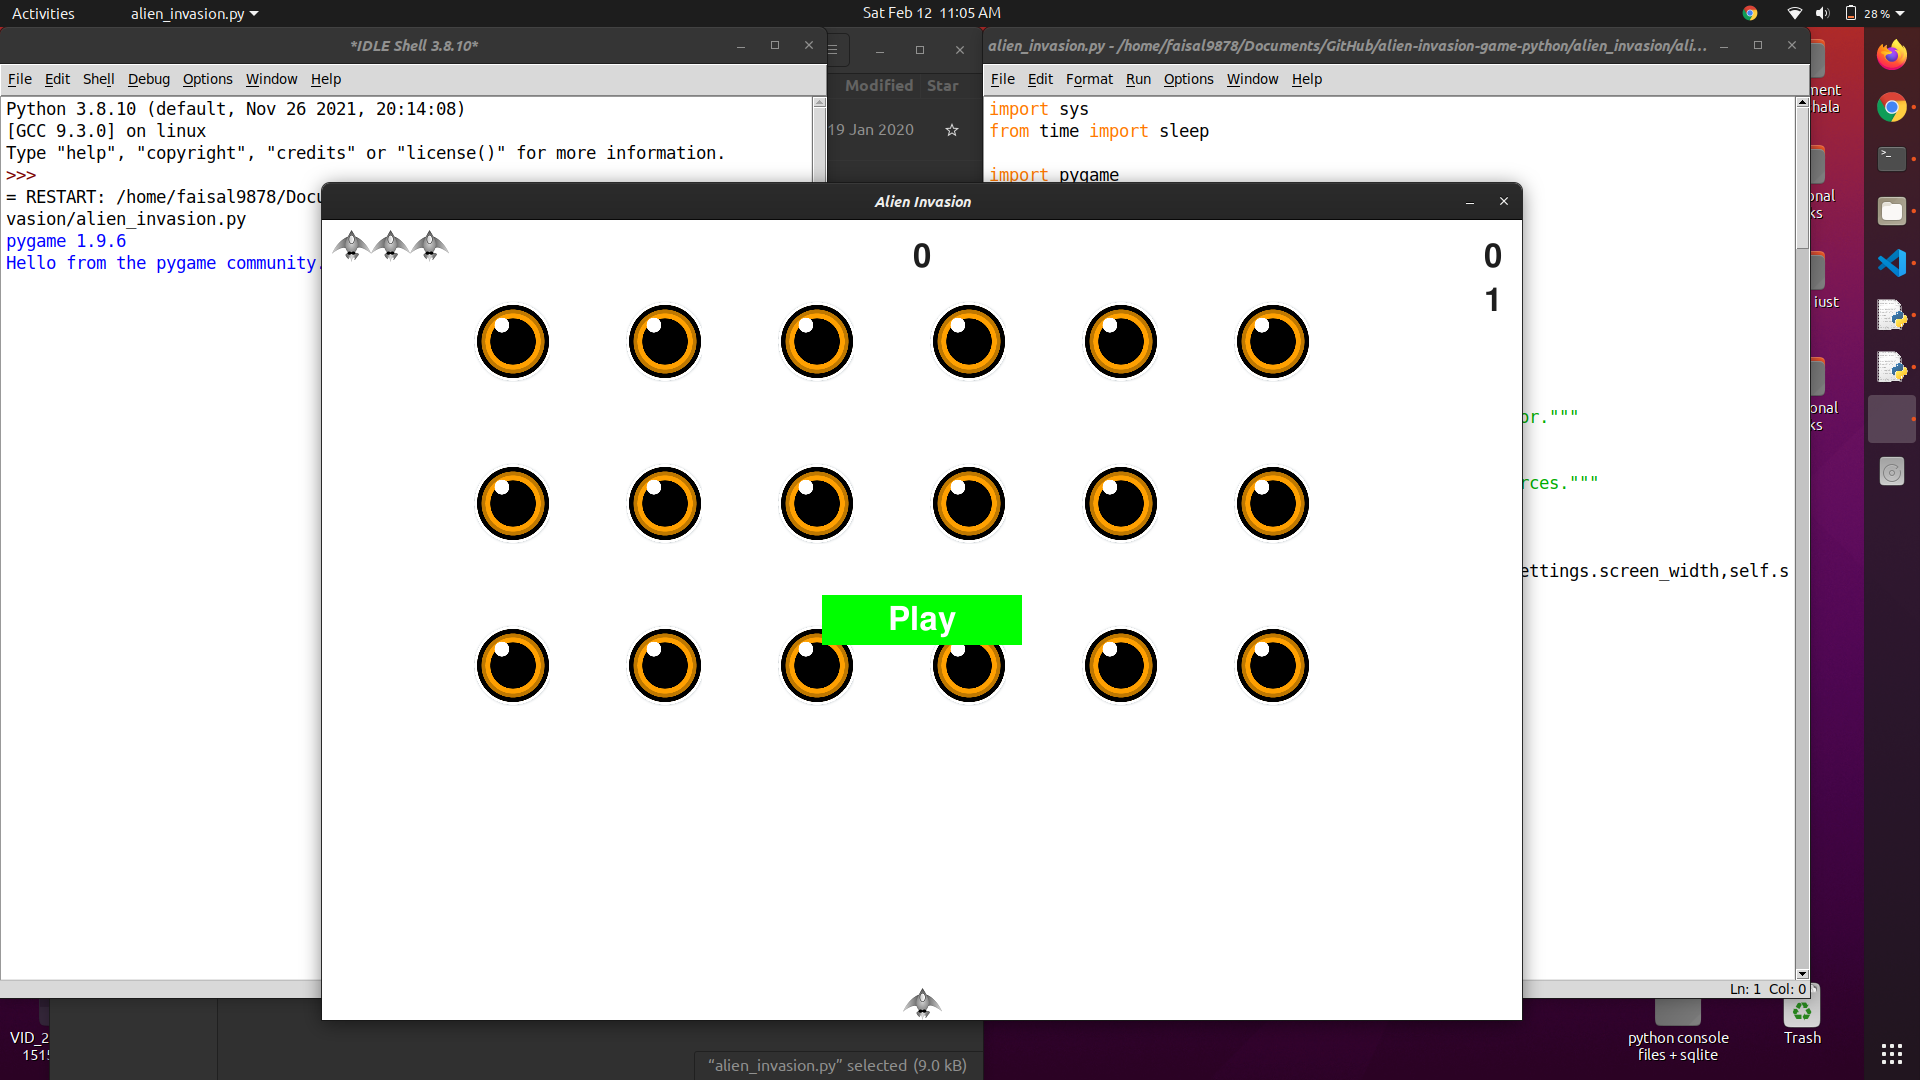 Activities
alien_invasion.py
Sat Feb 12 11:05 AM
28 %
*IDLE Shell 3.8.10*
File Edit Shell Debug Options Window Help
Python 3.8.10 (default, Nov 26 2021, 20:14:08)
[GCC 9.3.0] on linux
Type "help", "copyright", "credits" or "license()" for more information.
>>>
= RESTART: /home/faisal9878/Docu
vasion/alien_invasion.py
pygame 1.9.6
Hello from the pygame community.
Modified Star
19 Jan 2020
alien_invasion.py - /home/faisal9878/Documents/GitHub/alien-invasion-game-python/alien_invasion/ali...
File Edit Format Run Options Window Help
import sys
from time import sleep
import pygame
or."""
rces."""
ettings.screen_width,self.s
Ln: 1 Col: 0
Alien Invasion
0
0
1
Play
ment
hala
onal
ks
iust
onal
ks
VID_2
1515
“alien_invasion.py” selected (9.0 kB)
python console
files + sqlite
Trash